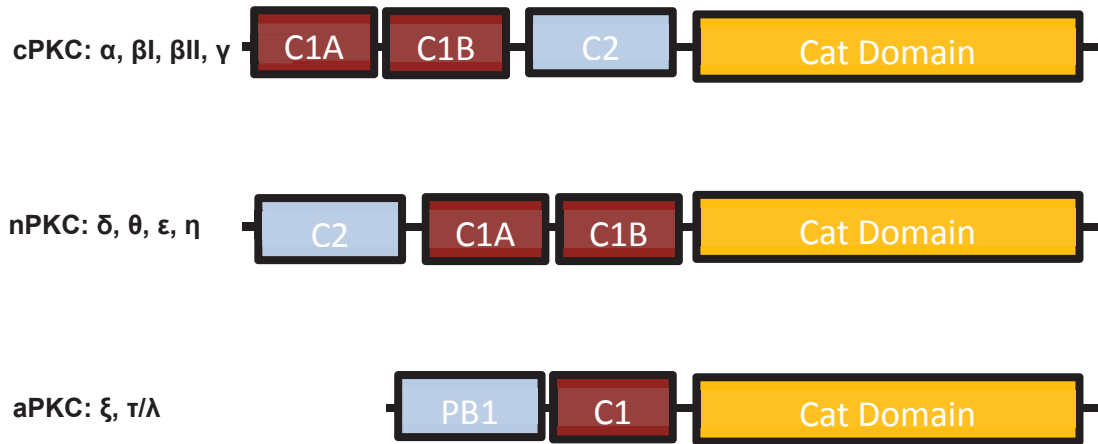 cPKC: α, βI, βII, γ C1A C1B C2 Cat Domain
nPKC: δ, θ, ε, η C2 C1A C1B Cat Domain
aPKC: ξ, τ/λ PB1 C1 Cat Domain